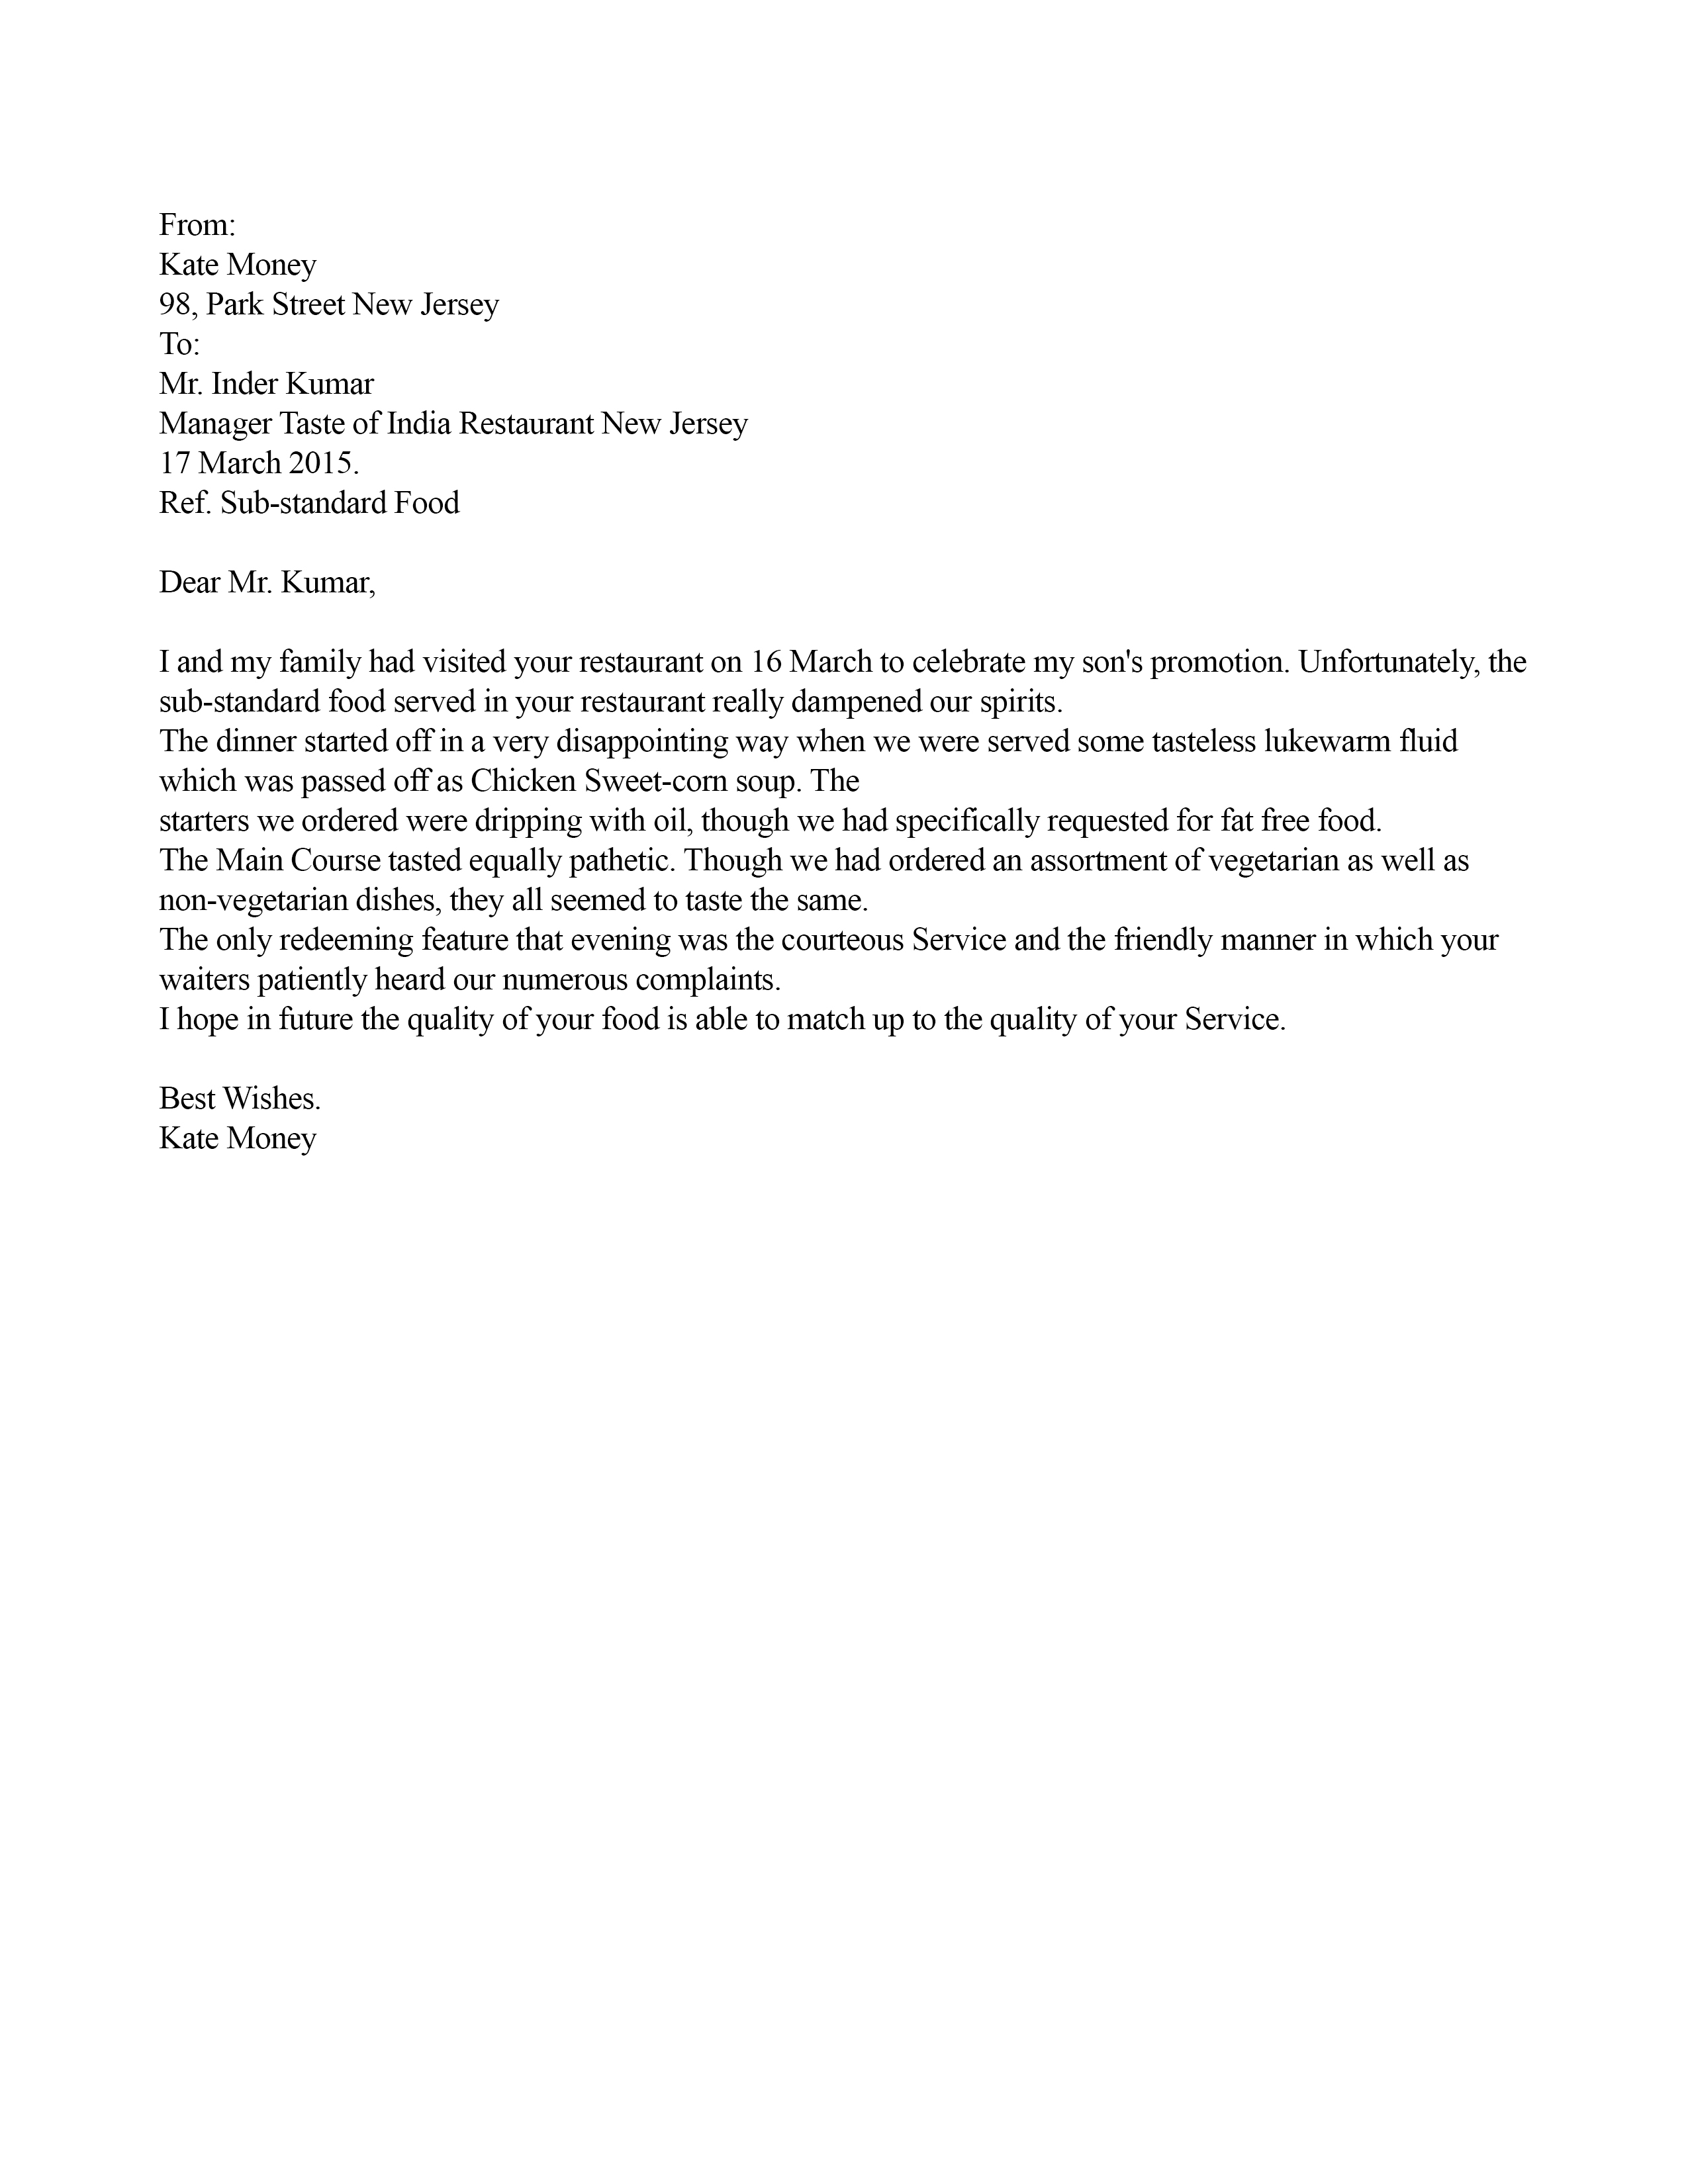 From:
Kate Money
98, Park Street New Jersey
To:
Mr. Inder Kumar
Manager Taste of India Restaurant New Jersey
17 March 2015.
Ref. Sub-standard Food
Dear Mr. Kumar,
I and my family had visited your restaurant on 16 March to celebrate my son's promotion. Unfortunately, the
sub-standard food served in your restaurant really dampened our spirits.
The dinner started off in a very disappointing way when we were served some tasteless lukewarm fluid
which was passed off as Chicken Sweet-corn soup. The
starters we ordered were dripping with oil, though we had specifically requested for fat free food.
The Main Course tasted equally pathetic. Though we had ordered an assortment of vegetarian as well as
non-vegetarian dishes, they all seemed to taste the same.
The only redeeming feature that evening was the courteous Service and the friendly manner in which your
waiters patiently heard our numerous complaints.
I hope in future the quality of your food is able to match up to the quality of your Service.
Best Wishes.
Kate Money